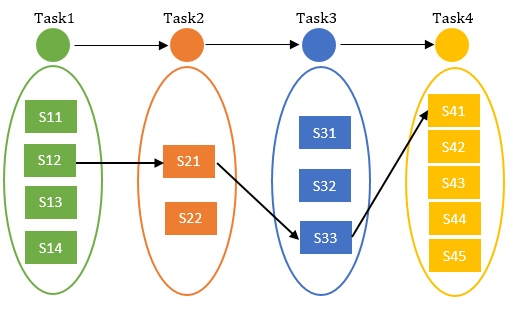 Task1 Task2 Task3 Task4
S11
S12
S13
S14
S21
S22
S31
S32
S33
S41
S42
S43
S44
S45